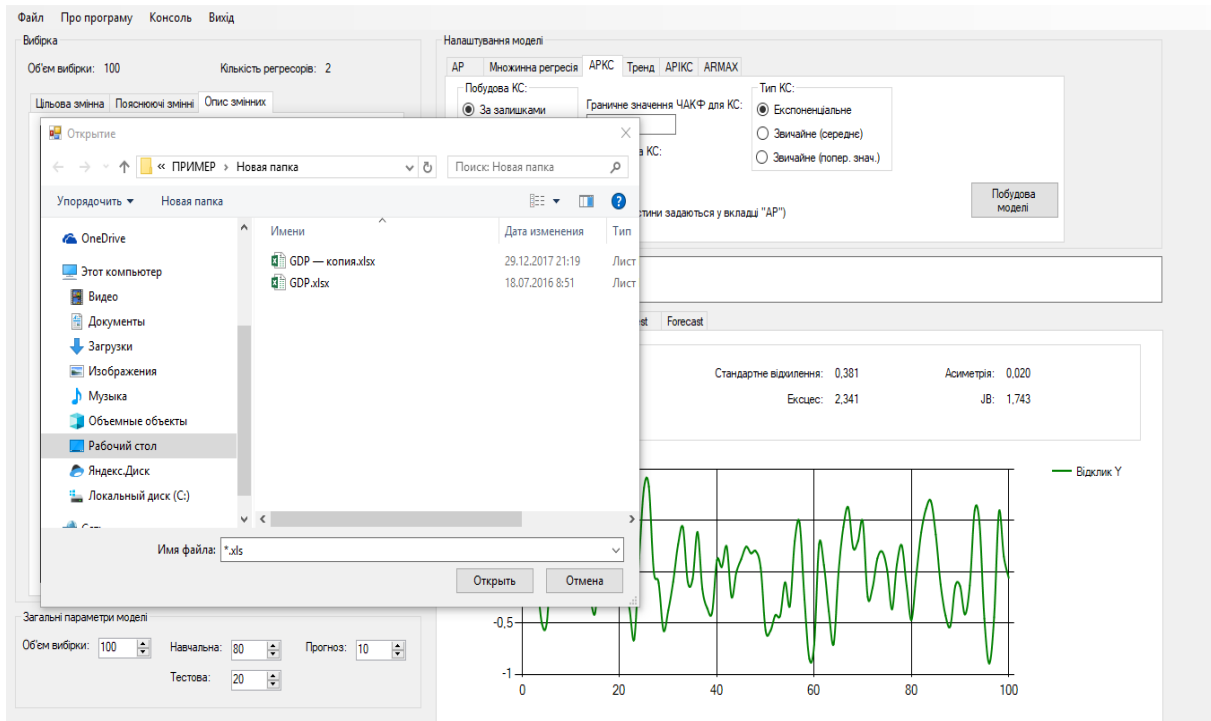 Файл Про програму Консоль Вихід
Вибірка
Об'єм вибірки: 100 Кількість регресорів: 2
Цільова змінна Пояснюючі змінні Опис змінних
Налаштування моделі
АР Множинна регресія АРКС Тренд АРІКС ARMAX
Побудова КС:
За залишками
Граничне значення ЧАКФ для КС:
а КС:
Тип КС:
Експоненціальне
Звичайне (середнє)
Звичайне (попер. знач.)
стини задаються у вкладці "АР")
Побудова
моделі
Открытие
« ПРИМЕР › Новая папка
Поиск: Новая папка
Упорядочить Новая папка
OneDrive
Этот компьютер
Видео
Документы
Загрузки
Изображения
Музыка
Объемные объекты
Рабочий стол
Яндекс.Диск
Локальный диск (C:)
Имени Дата изменения Тип
GDP — копия.xlsx 29.12.2017 21:19 Лист
GDP.xlsx 18.07.2016 8:51 Лист
Имя файла: *.xls
Открыть Отмена
Forecast
Стандартне відхилення: 0,381 Асиметрія: 0,020
Ексцес: 2,341 JB: 1,743
Відклик Y
-0,5
-1
0 20 40 60 80 100
Загальні параметри моделі
Об'єм вибірки: 100 Навчальна: 80 Прогноз: 10
Тестова: 20